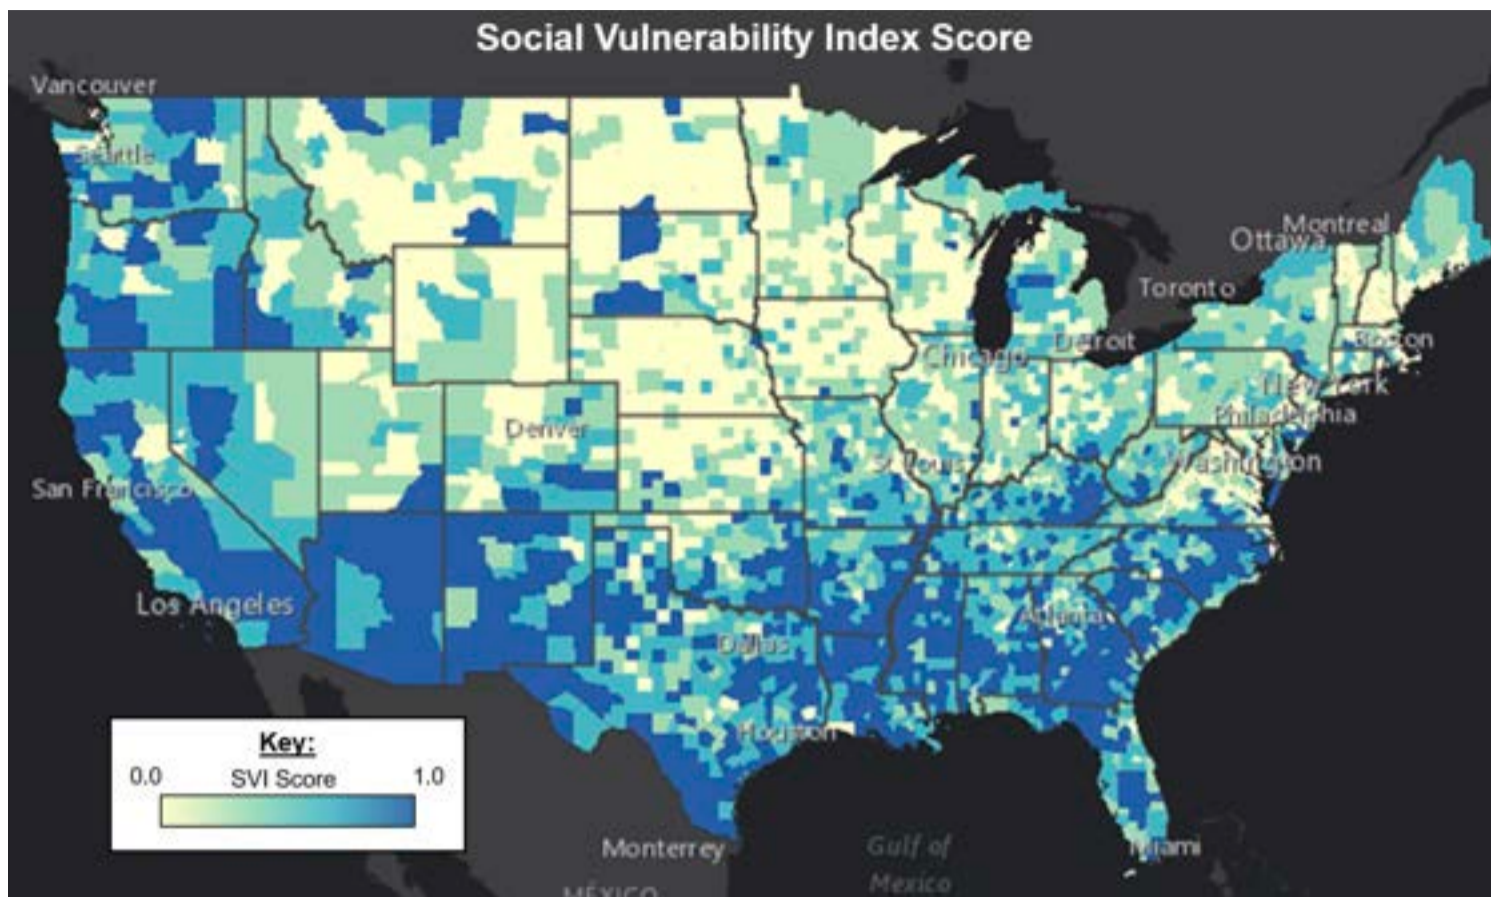 Social Vulnerability Index Score
Vancouver
Seattle
Montreal
Ottawa
Toronto
Detroit
Boston
Chicago
New York
Philadelphia
Denver
St Louis
Washington
San Francisco
Los Angeles
Atlanta
Dallas
Houston
Key:
0.0 SVI Score 1.0
Monterrey
Miami
Gulf of
Mexico
MÉXICO